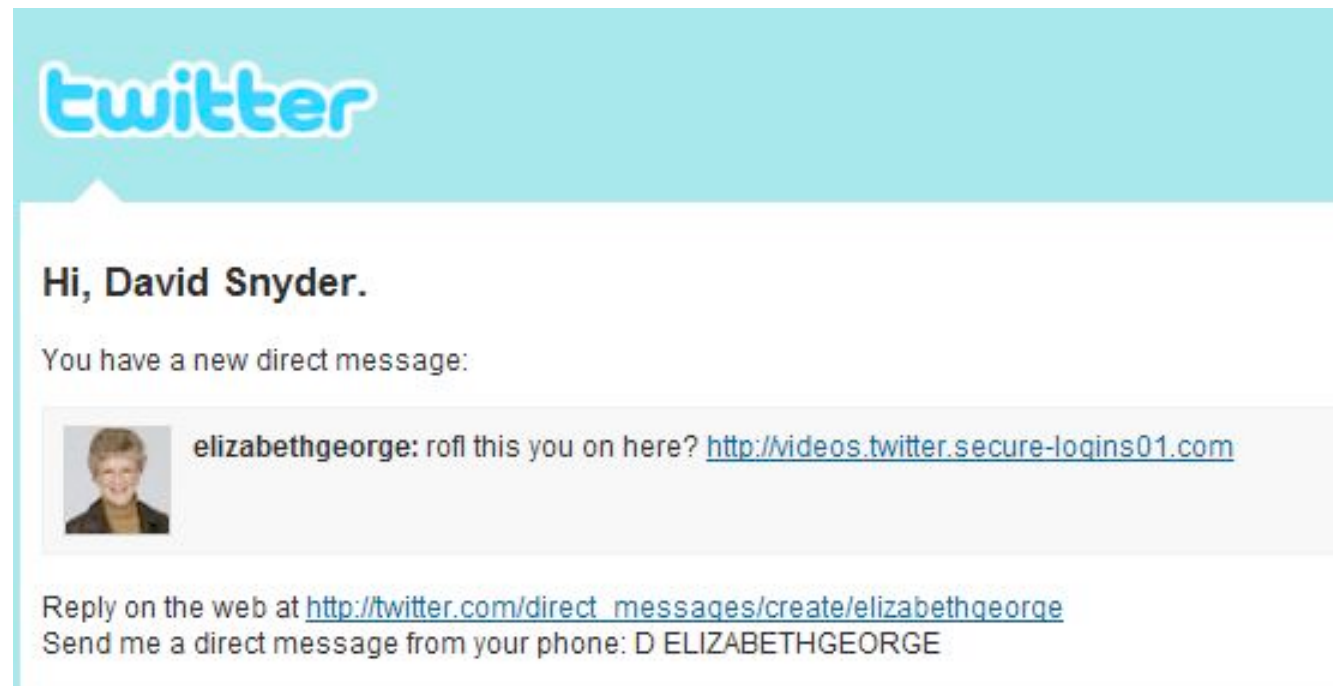 twitter
Hi, David Snyder.
You have a new direct message:
elizabethgeorge: rofl this you on here? http://videos.twitter.secure-logins01.com
Reply on the web at http://twitter.com/direct_messages/create/elizabethgeorge
Send me a direct message from your phone: D ELIZABETHGEORGE